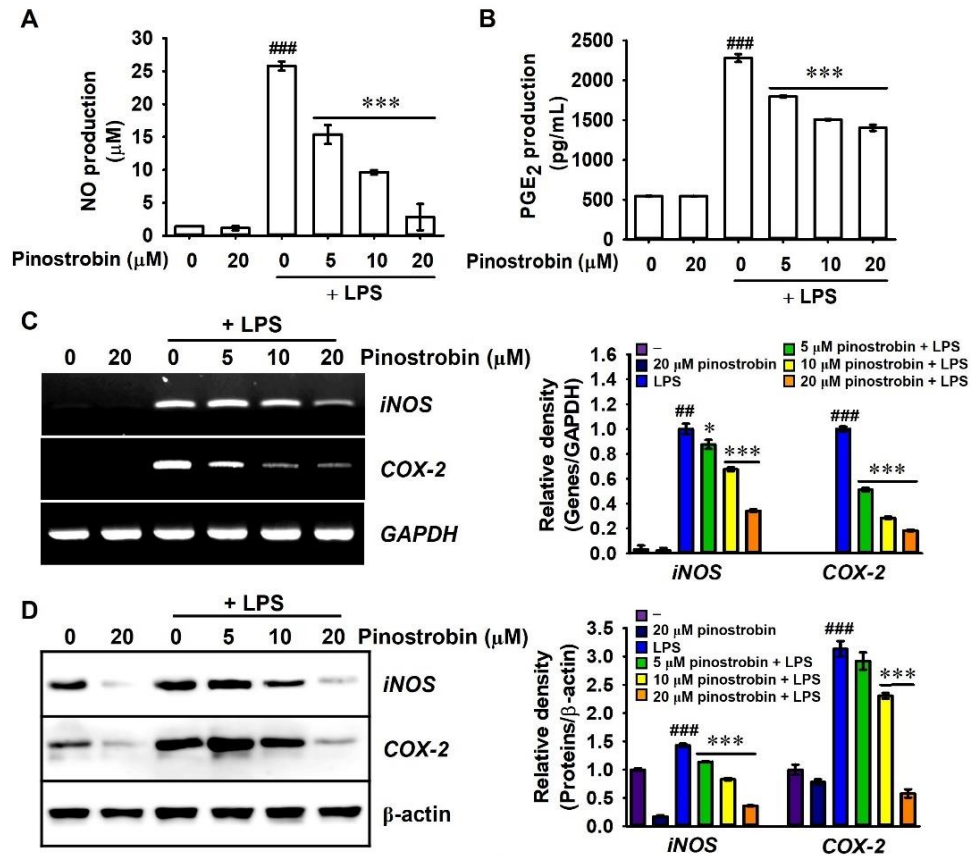 A
NO production
(μM)
30
25
20
15
10
5
0
###
***
Pinostrobin (μM) 0 20 0 5 10 20
+ LPS
B
PGE2 production
(pg/mL)
2500
2000
1500
1000
500
0
###
***
Pinostrobin (μM) 0 20 0 5 10 20
+ LPS
C
+ LPS
0 20 0 5 10 20 Pinostrobin (μM)
iNOS
COX-2
GAPDH
Relative density
(Genes/GAPDH)
1.6
1.4
1.2
1.0
0.8
0.6
0.4
0.2
0.0
–
20 μM pinostrobin
LPS
5 μM pinostrobin + LPS
10 μM pinostrobin + LPS
20 μM pinostrobin + LPS
## * ***
### ***
iNOS COX-2
D
+ LPS
0 20 0 5 10 20 Pinostrobin (μM)
iNOS
COX-2
β-actin
Relative density
(Proteins/β-actin)
3.5
3.0
2.5
2.0
1.5
1.0
0.5
0.0
–
20 μM pinostrobin
LPS
5 μM pinostrobin + LPS
10 μM pinostrobin + LPS
20 μM pinostrobin + LPS
### ***
### ***
iNOS COX-2